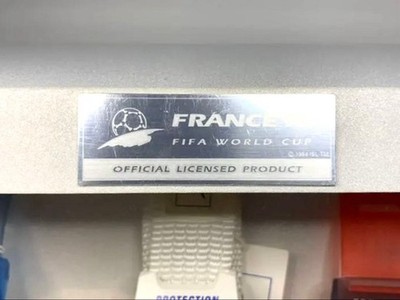 FRANCE
FIFA WORLD CUP
OFFICIAL LICENSED PRODUCT
PROTECTION